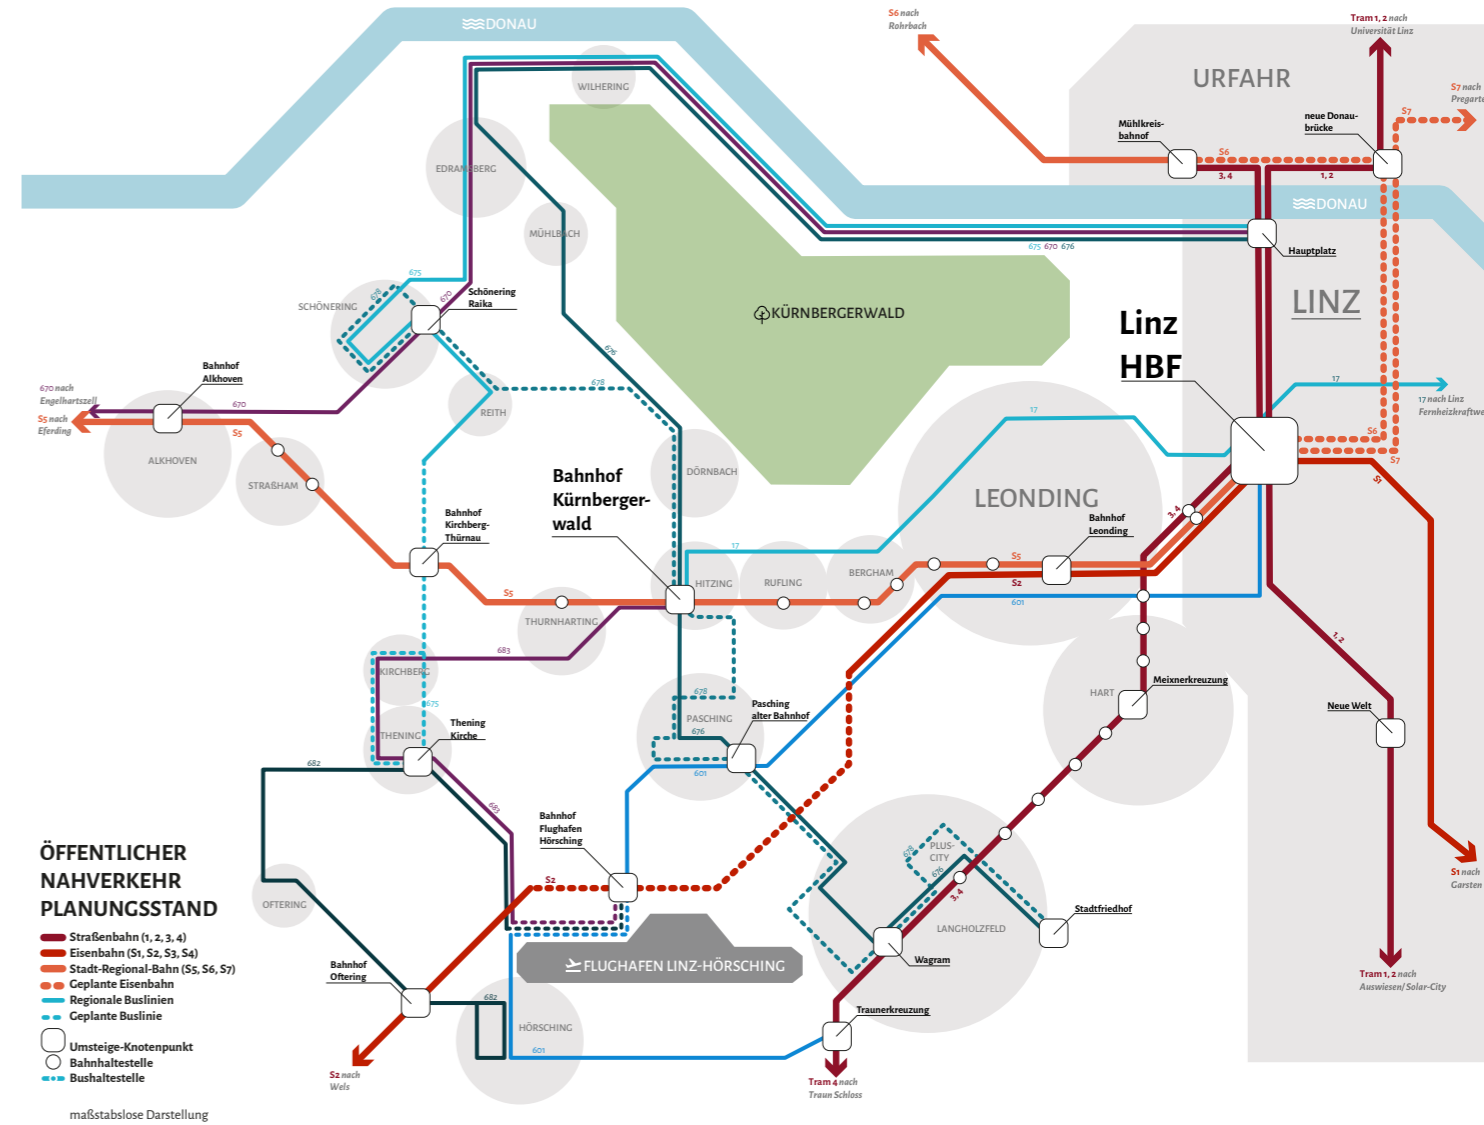 S6 nach
Rohrbach
Tram 1, 2 nach
Universität Linz
DONAU
WILHERING
URFAHR
S7 nach
Pregarte
S7
Mühlkreis-
bahnhof
neue Donau-
brücke
S6
3, 4
1, 2
EDRAMSBERG
DONAU
MÜHLBACH
675 670 676
Hauptplatz
675
678
670
Schönering
Raika
SCHÖNERING
LINZ
KÜRNBERGERWALD
Linz
HBF
676
Bahnhof
Alkhoven
670 nach
Engelhartszell
670
678
17
17 nach Linz
Fernheizkraftwe
S5 nach
Eferding
S5
REITH
17
S6
S7
ALKHOVEN
STRAßHAM
DÖRNBACH
Bahnhof
Kürnberger-
wald
LEONDING
S1
Bahnhof
Kirchberg-
Thürnau
3, 4
Bahnhof
Leonding
17
S5
S2
601
HITZING
RUFLING
BERGHAM
S5
THURNHARTING
683
1, 2
KIRCHBERG
675
678
HART
Meixnerkreuzung
Neue Welt
PASCHING
Pasching
alter Bahnhof
676
601
THENING
Thening
Kirche
682
683
Bahnhof
Flughafen
Hörsching
S2
ÖFFENTLICHER
NAHVERKEHR
PLANUNGSSTAND
OFTERING
PLUS-
CITY
678
676
3, 4
S1 nach
Garsten
Stadtfriedhof
LANGHOLZFELD
Wagram
Straßenbahn (1, 2, 3, 4)
Eisenbahn (S1, S2, S3, S4)
Stadt-Regional-Bahn (S5, S6, S7)
Geplante Eisenbahn
Regionale Buslinien
Geplante Buslinie
Umsteige-Knotenpunkt
Bahnhaltestelle
Bushaltestelle
maßstabslose Darstellung
Bahnhof
Oftering
FLUGHAFEN LINZ-HÖRSCHING
Tram 1, 2 nach
Auswiesen/ Solar-City
682
HÖRSCHING
601
Traunerkreuzung
S2 nach
Wels
Tram 4 nach
Traun Schloss